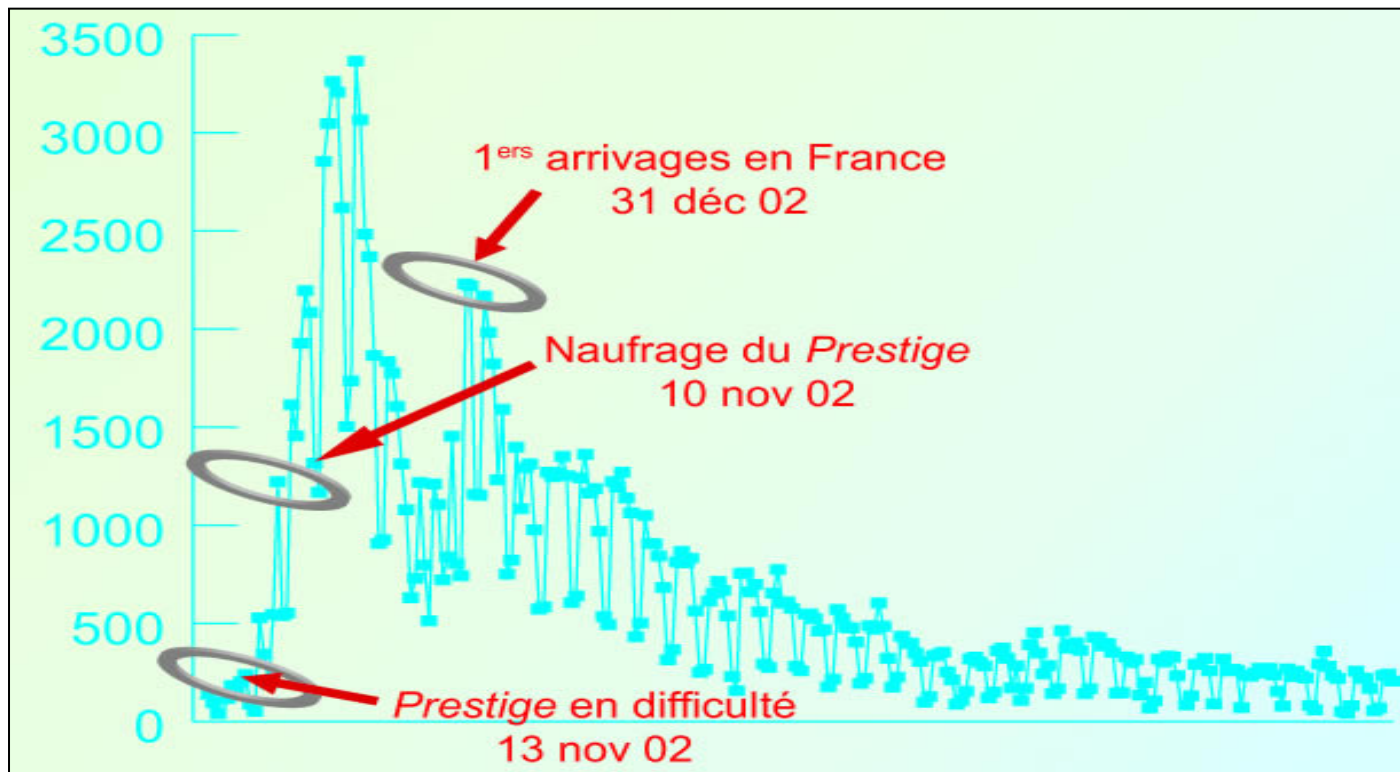 3500
3000
2500
2000
1500
1000
500
0
1ers arrivages en France
31 déc 02
Naufrage du Prestige
10 nov 02
Prestige en difficulté
13 nov 02